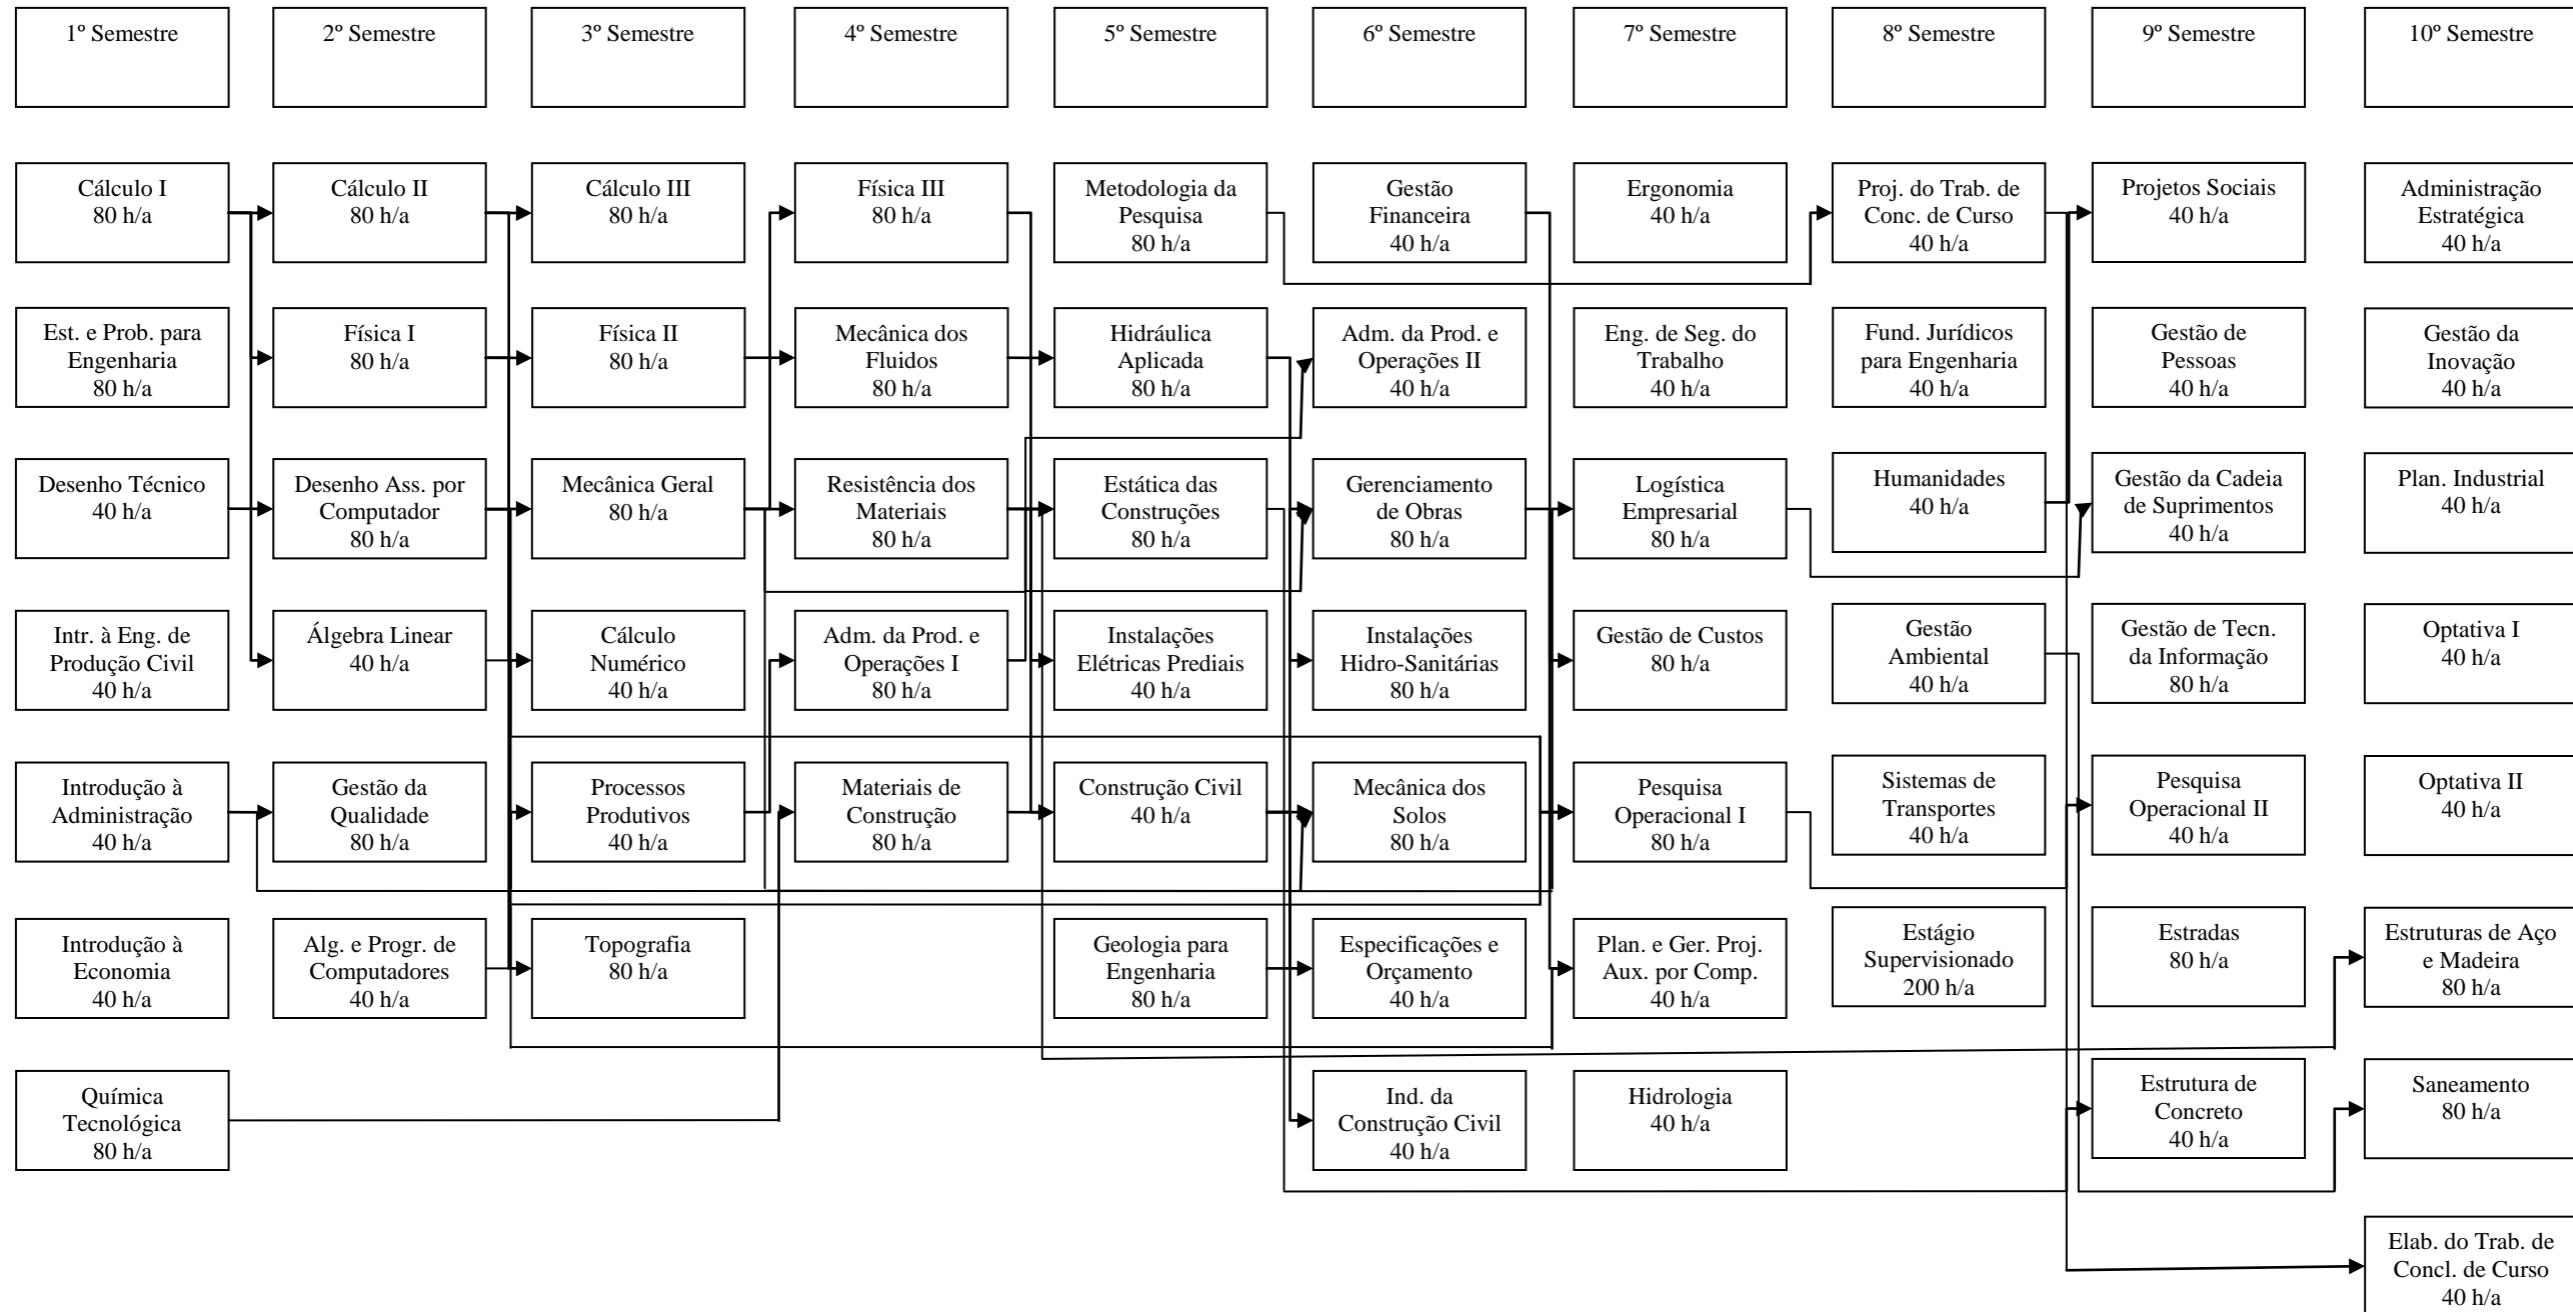 1º Semestre
2º Semestre
3º Semestre
4º Semestre
5º Semestre
6º Semestre
7º Semestre
8º Semestre
9º Semestre
10º Semestre
Cálculo I
80 h/a
Cálculo II
80 h/a
Cálculo III
80 h/a
Física III
80 h/a
Metodologia da
Pesquisa
80 h/a
Gestão
Financeira
40 h/a
Ergonomia
40 h/a
Proj. do Trab. de
Conc. de Curso
40 h/a
Projetos Sociais
40 h/a
Administração
Estratégica
40 h/a
Est. e Prob. para
Engenharia
80 h/a
Física I
80 h/a
Física II
80 h/a
Mecânica dos
Fluidos
80 h/a
Hidráulica
Aplicada
80 h/a
Adm. da Prod. e
Operações II
40 h/a
Eng. de Seg. do
Trabalho
40 h/a
Fund. Jurídicos
para Engenharia
40 h/a
Gestão de
Pessoas
40 h/a
Gestão da
Inovação
40 h/a
Desenho Técnico
40 h/a
Desenho Ass. por
Computador
80 h/a
Mecânica Geral
80 h/a
Resistência dos
Materiais
80 h/a
Estática das
Construções
80 h/a
Gerenciamento
de Obras
80 h/a
Logística
Empresarial
80 h/a
Humanidades
40 h/a
Gestão da Cadeia
de Suprimentos
40 h/a
Plan. Industrial
40 h/a
Intr. à Eng. de
Produção Civil
40 h/a
Álgebra Linear
40 h/a
Cálculo
Numérico
40 h/a
Adm. da Prod. e
Operações I
80 h/a
Instalações
Elétricas Prediais
40 h/a
Instalações
Hidro-Sanitárias
80 h/a
Gestão de Custos
80 h/a
Gestão
Ambiental
40 h/a
Gestão de Tecn.
da Informação
80 h/a
Optativa I
40 h/a
Introdução à
Administração
40 h/a
Gestão da
Qualidade
80 h/a
Processos
Produtivos
40 h/a
Materiais de
Construção
80 h/a
Construção Civil
40 h/a
Mecânica dos
Solos
80 h/a
Pesquisa
Operacional I
80 h/a
Sistemas de
Transportes
40 h/a
Pesquisa
Operacional II
40 h/a
Optativa II
40 h/a
Introdução à
Economia
40 h/a
Alg. e Progr. de
Computadores
40 h/a
Topografia
80 h/a
Geologia para
Engenharia
80 h/a
Especificações e
Orçamento
40 h/a
Plan. e Ger. Proj.
Aux. por Comp.
40 h/a
Estágio
Supervisionado
200 h/a
Estradas
80 h/a
Estruturas de Aço
e Madeira
80 h/a
Química
Tecnológica
80 h/a
Ind. da
Construção Civil
40 h/a
Hidrologia
40 h/a
Estrutura de
Concreto
40 h/a
Saneamento
80 h/a
Elab. do Trab. de
Concl. de Curso
40 h/a